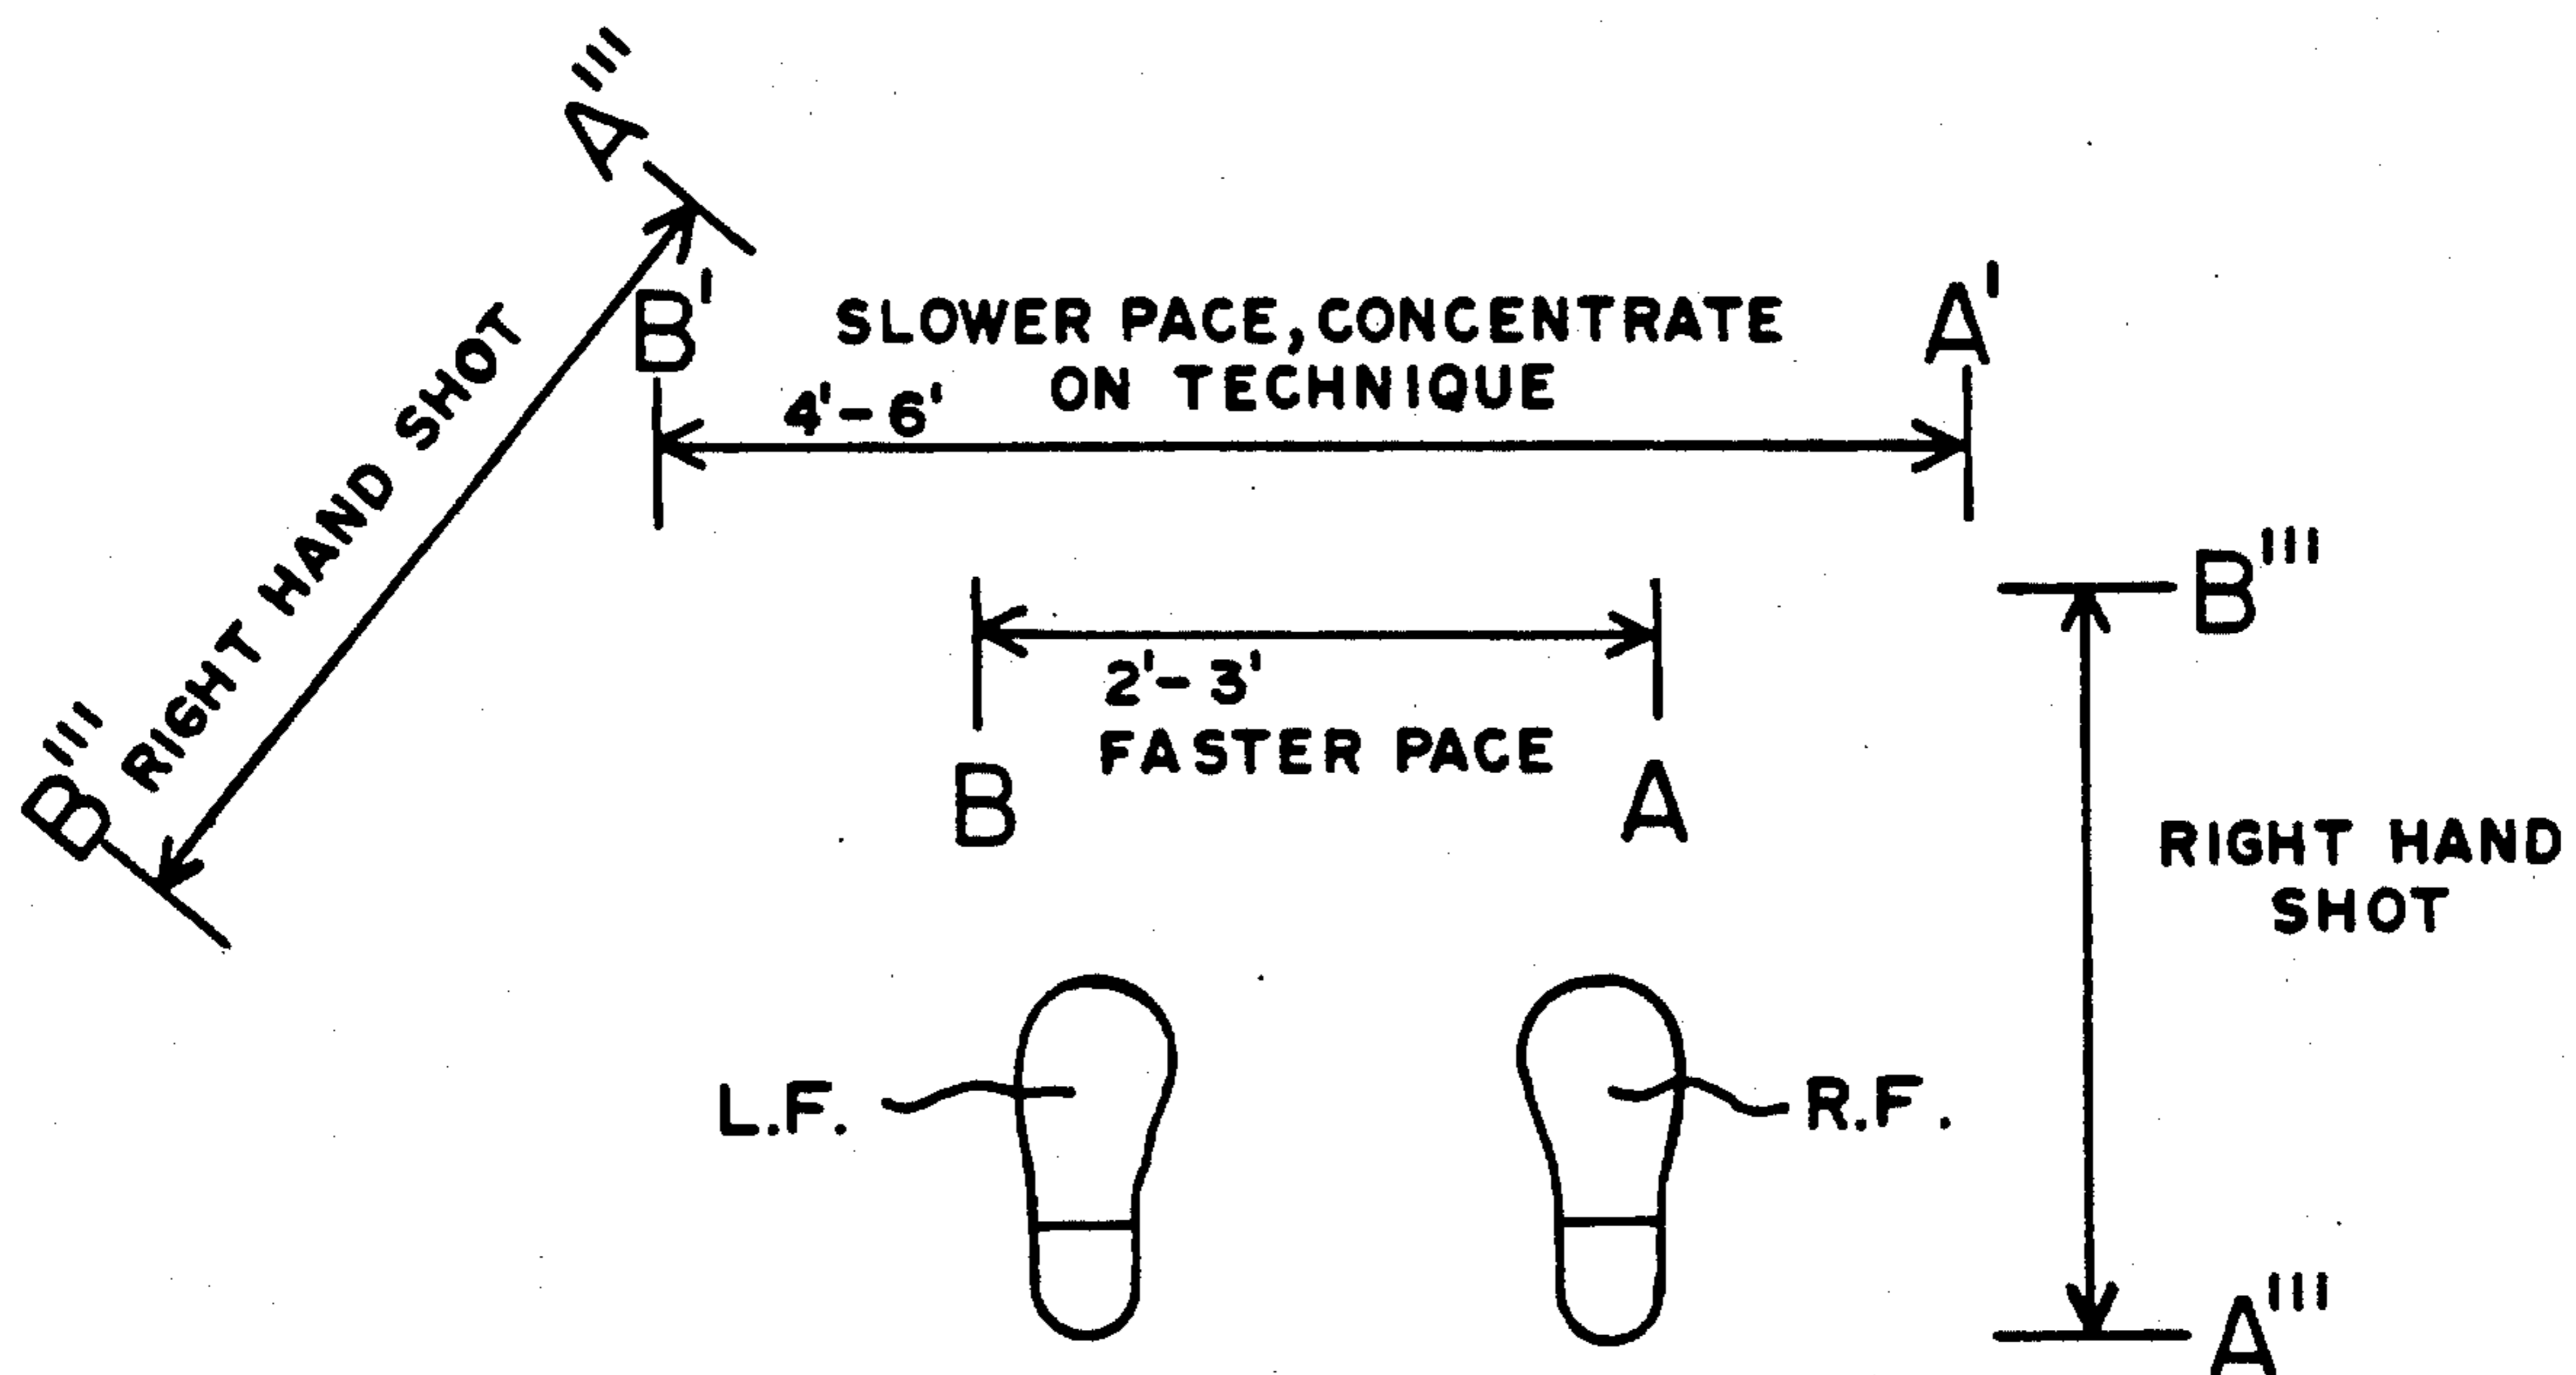 A'''
RIGHT HAND SHOT
B'''
B'
SLOWER PACE, CONCENTRATE
ON TECHNIQUE
A'
4'-6'
B'''
2'-3'
FASTER PACE
B
A
RIGHT HAND
SHOT
L.F.
R.F.
A'''